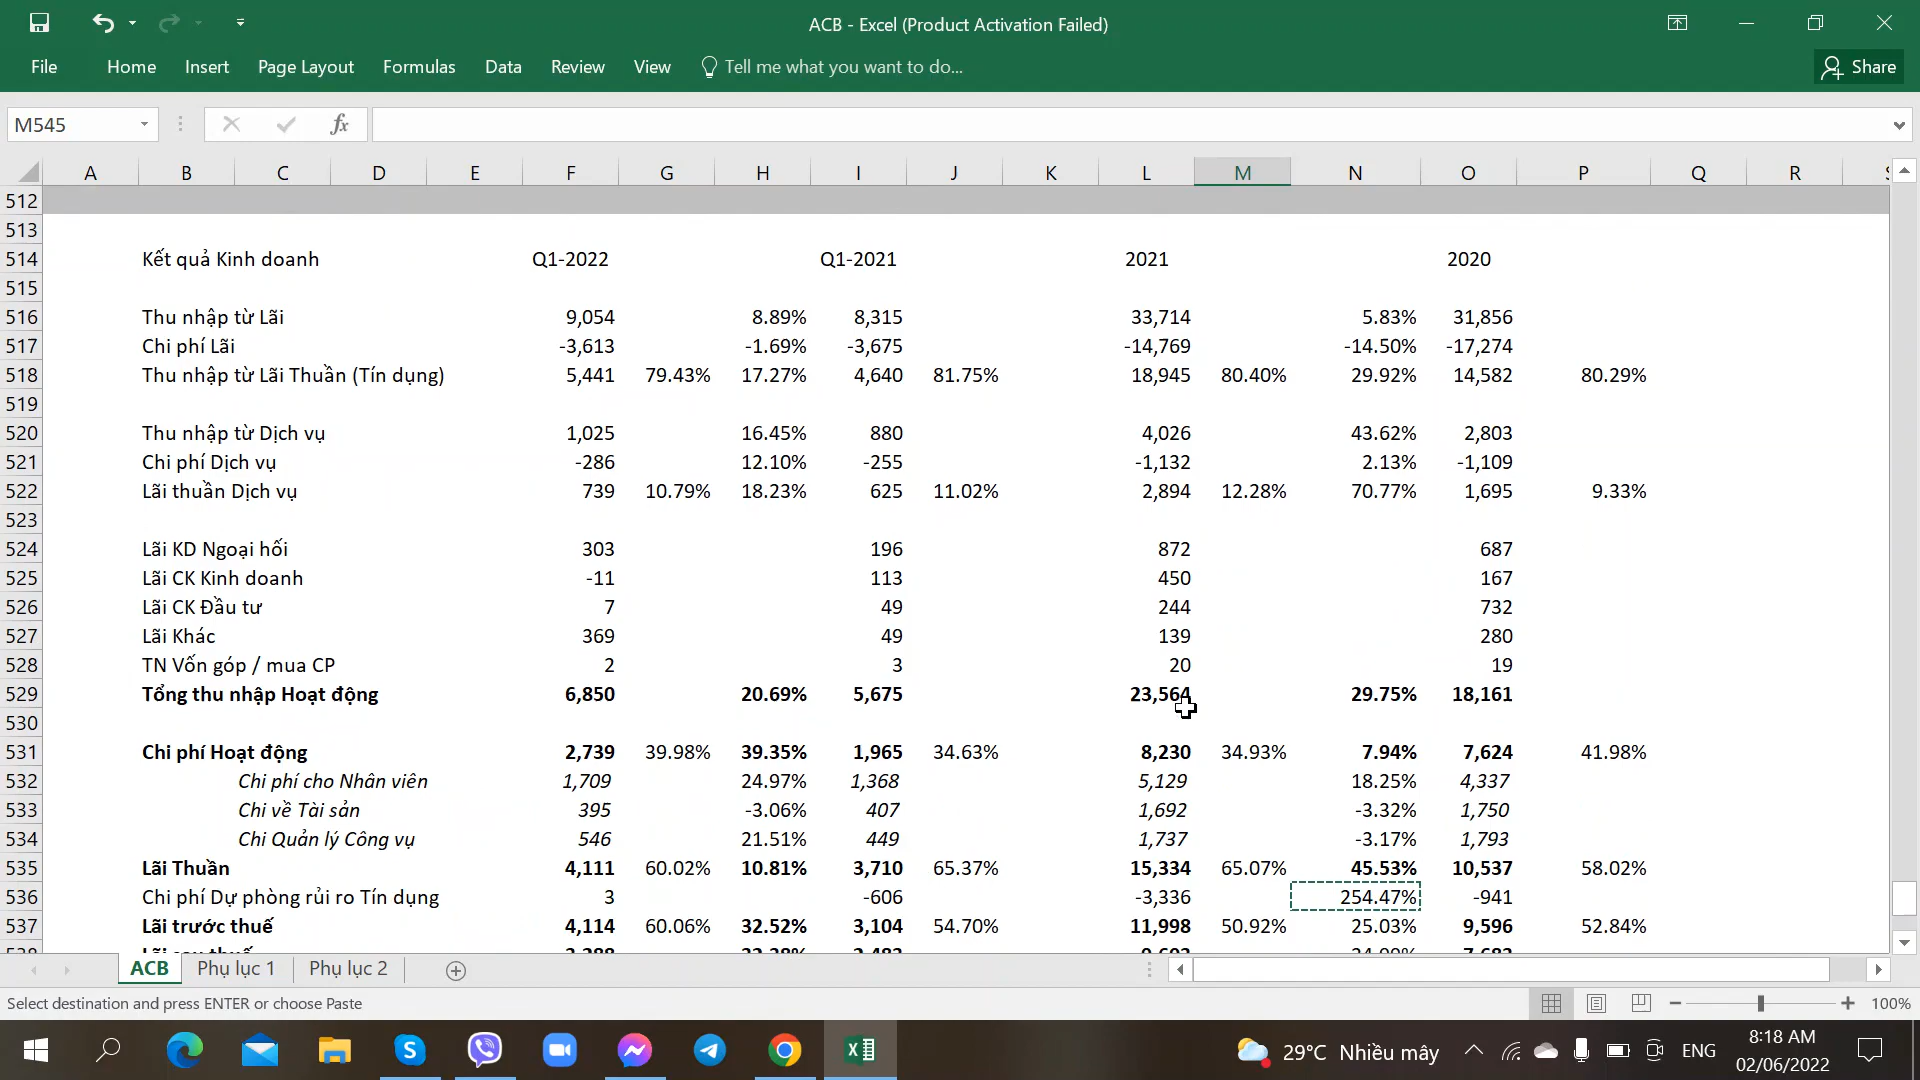 ACB - Excel (Product Activation Failed)
File Home Insert Page Layout Formulas Data Review View Tell me what you want to do... Share
M545 fx
A B C D E F G H I J K L M N O P Q R
512
513
514 Kết quả Kinh doanh Q1-2022 Q1-2021 2021 2020
515
516 Thu nhập từ Lãi 9,054 8.89% 8,315 33,714 5.83% 31,856
517 Chi phí Lãi -3,613 -1.69% -3,675 -14,769 -14.50% -17,274
518 Thu nhập từ Lãi Thuần (Tín dụng) 5,441 79.43% 17.27% 4,640 81.75% 18,945 80.40% 29.92% 14,582 80.29%
519
520 Thu nhập từ Dịch vụ 1,025 16.45% 880 4,026 43.62% 2,803
521 Chi phí Dịch vụ -286 12.10% -255 -1,132 2.13% -1,109
522 Lãi thuần Dịch vụ 739 10.79% 18.23% 625 11.02% 2,894 12.28% 70.77% 1,695 9.33%
523
524 Lãi KD Ngoại hối 303 196 872 687
525 Lãi CK Kinh doanh -11 113 450 167
526 Lãi CK Đầu tư 7 49 244 732
527 Lãi Khác 369 49 139 280
528 TN Vốn góp / mua CP 2 3 20 19
529 Tổng thu nhập Hoạt động 6,850 20.69% 5,675 23,564 29.75% 18,161
530
531 Chi phí Hoạt động 2,739 39.98% 39.35% 1,965 34.63% 8,230 34.93% 7.94% 7,624 41.98%
532 Chi phí cho Nhân viên 1,709 24.97% 1,368 5,129 18.25% 4,337
533 Chi về Tài sản 395 -3.06% 407 1,692 -3.32% 1,750
534 Chi Quản lý Công vụ 546 21.51% 449 1,737 -3.17% 1,793
535 Lãi Thuần 4,111 60.02% 10.81% 3,710 65.37% 15,334 65.07% 45.53% 10,537 58.02%
536 Chi phí Dự phòng rủi ro Tín dụng 3 -606 -3,336 254.47% -941
537 Lãi trước thuế 4,114 60.06% 32.52% 3,104 54.70% 11,998 50.92% 25.03% 9,596 52.84%
ACB Phụ lục 1 Phụ lục 2
Select destination and press ENTER or choose Paste 100%
29°C Nhiều mây ENG 8:18 AM
02/06/2022